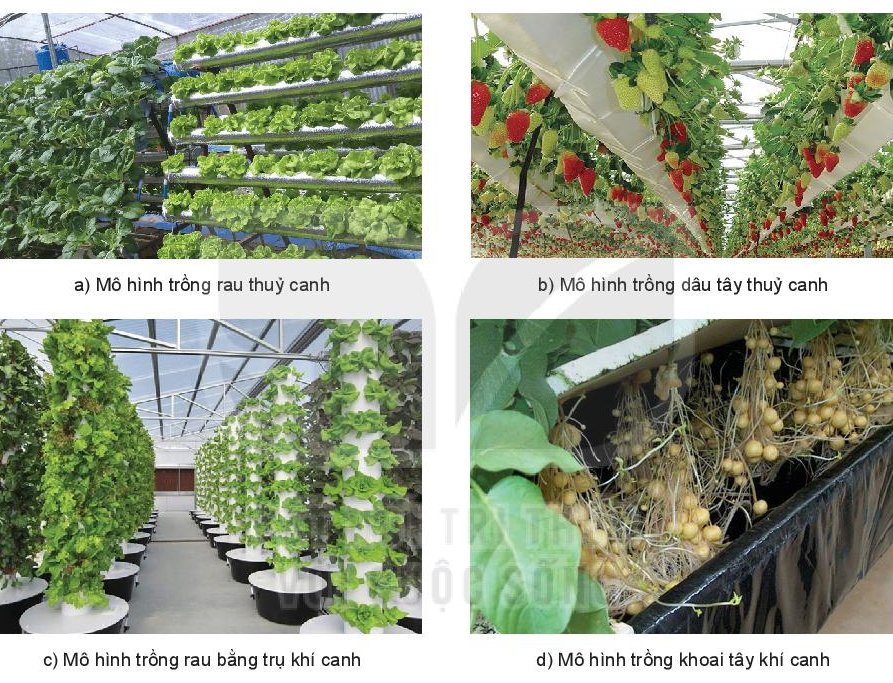 a) Mô hình trồng rau thuỷ canh
b) Mô hình trồng dâu tây thuỷ canh
c) Mô hình trồng rau bằng trụ khí canh
d) Mô hình trồng khoai tây khí canh